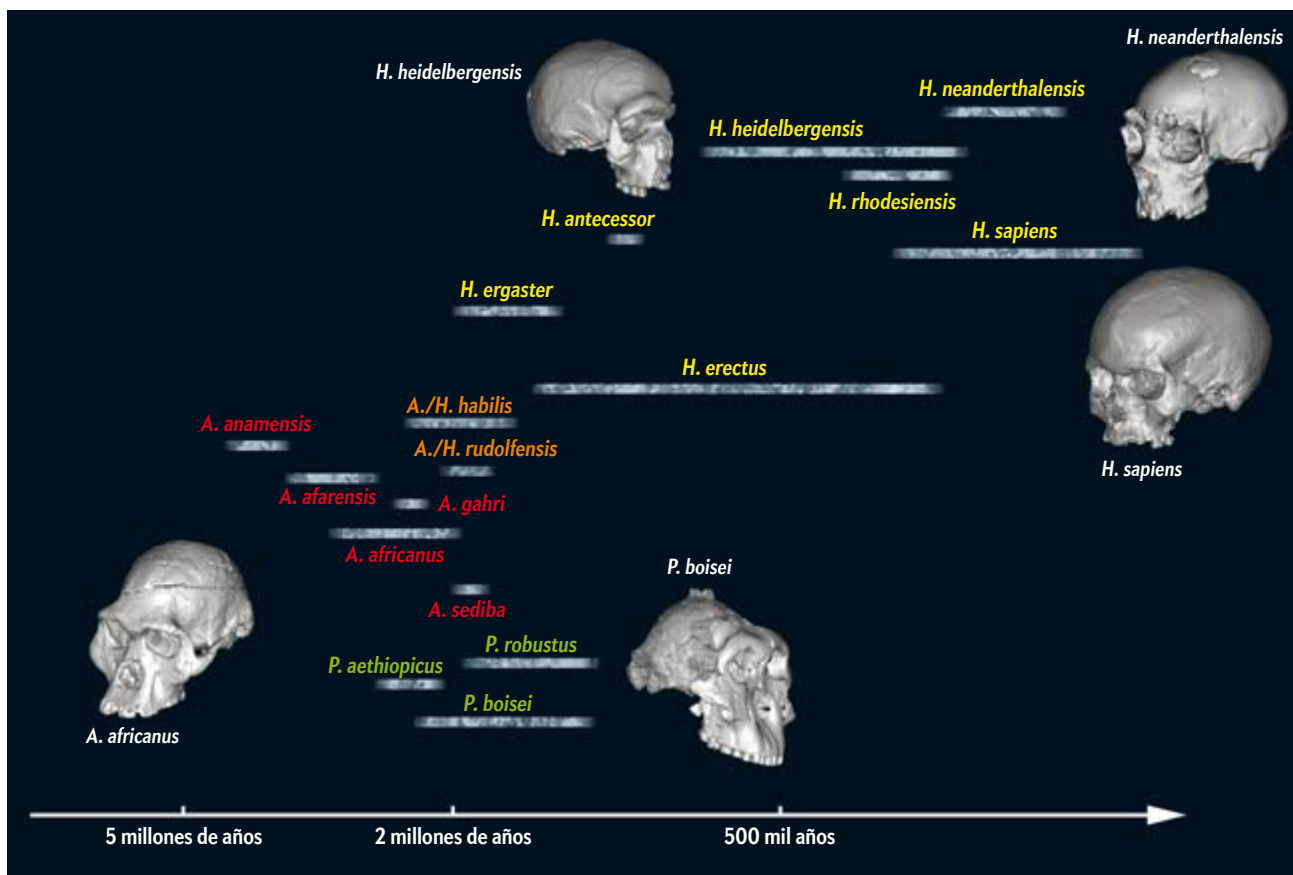 H. neanderthalensis
H. heidelbergensis
H. neanderthalensis
H. heidelbergensis
H. rhodesiensis
H. antecessor
H. sapiens
H. ergaster
H. erectus
A./H. habilis
A. anamensis
A./H. rudolfensis
H. sapiens
A. afarensis
A. gahri
A. africanus
P. boisei
A. sediba
P. robustus
P. aethiopicus
P. boisei
A. africanus
5 millones de años
2 millones de años
500 mil años